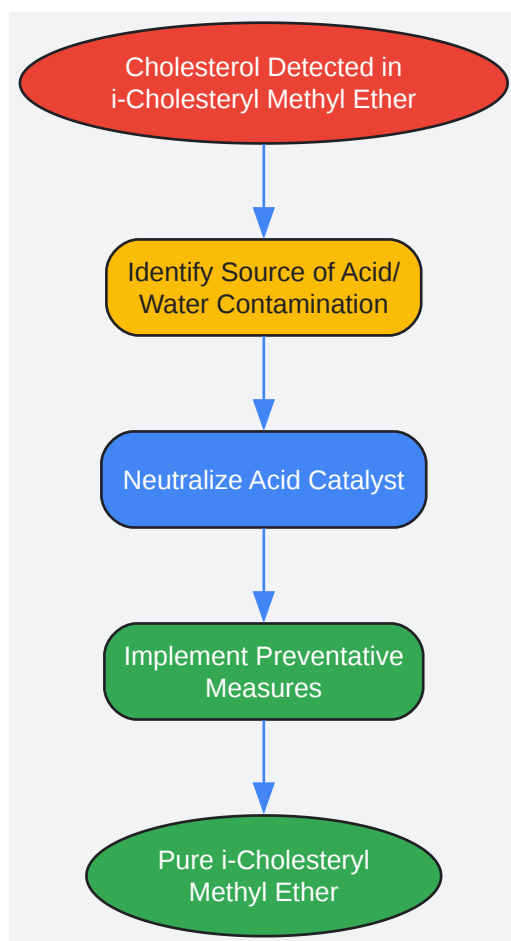 Cholesterol Detected in
i-Cholesteryl Methyl Ether
Identify Source of Acid/
Water Contamination
Neutralize Acid Catalyst
Implement Preventative
Measures
Pure i-Cholesteryl
Methyl Ether